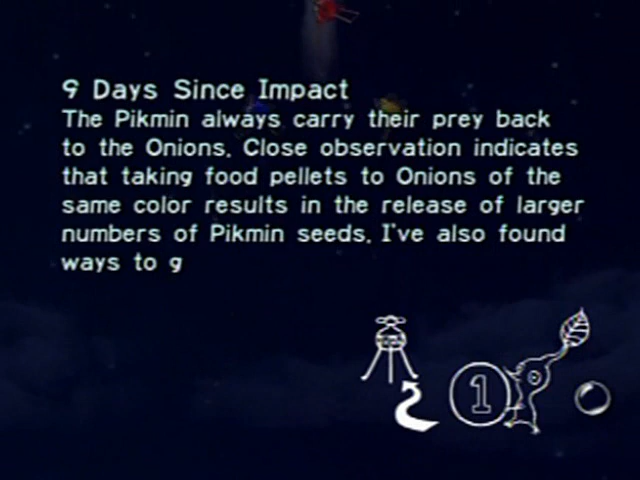 9 Days Since Impact
The Pikmin always carry their prey back
to the Onions. Close observation indicates
that taking food pellets to Onions of the
same color results in the release of larger
numbers of Pikmin seeds. I've also found
ways to g
1